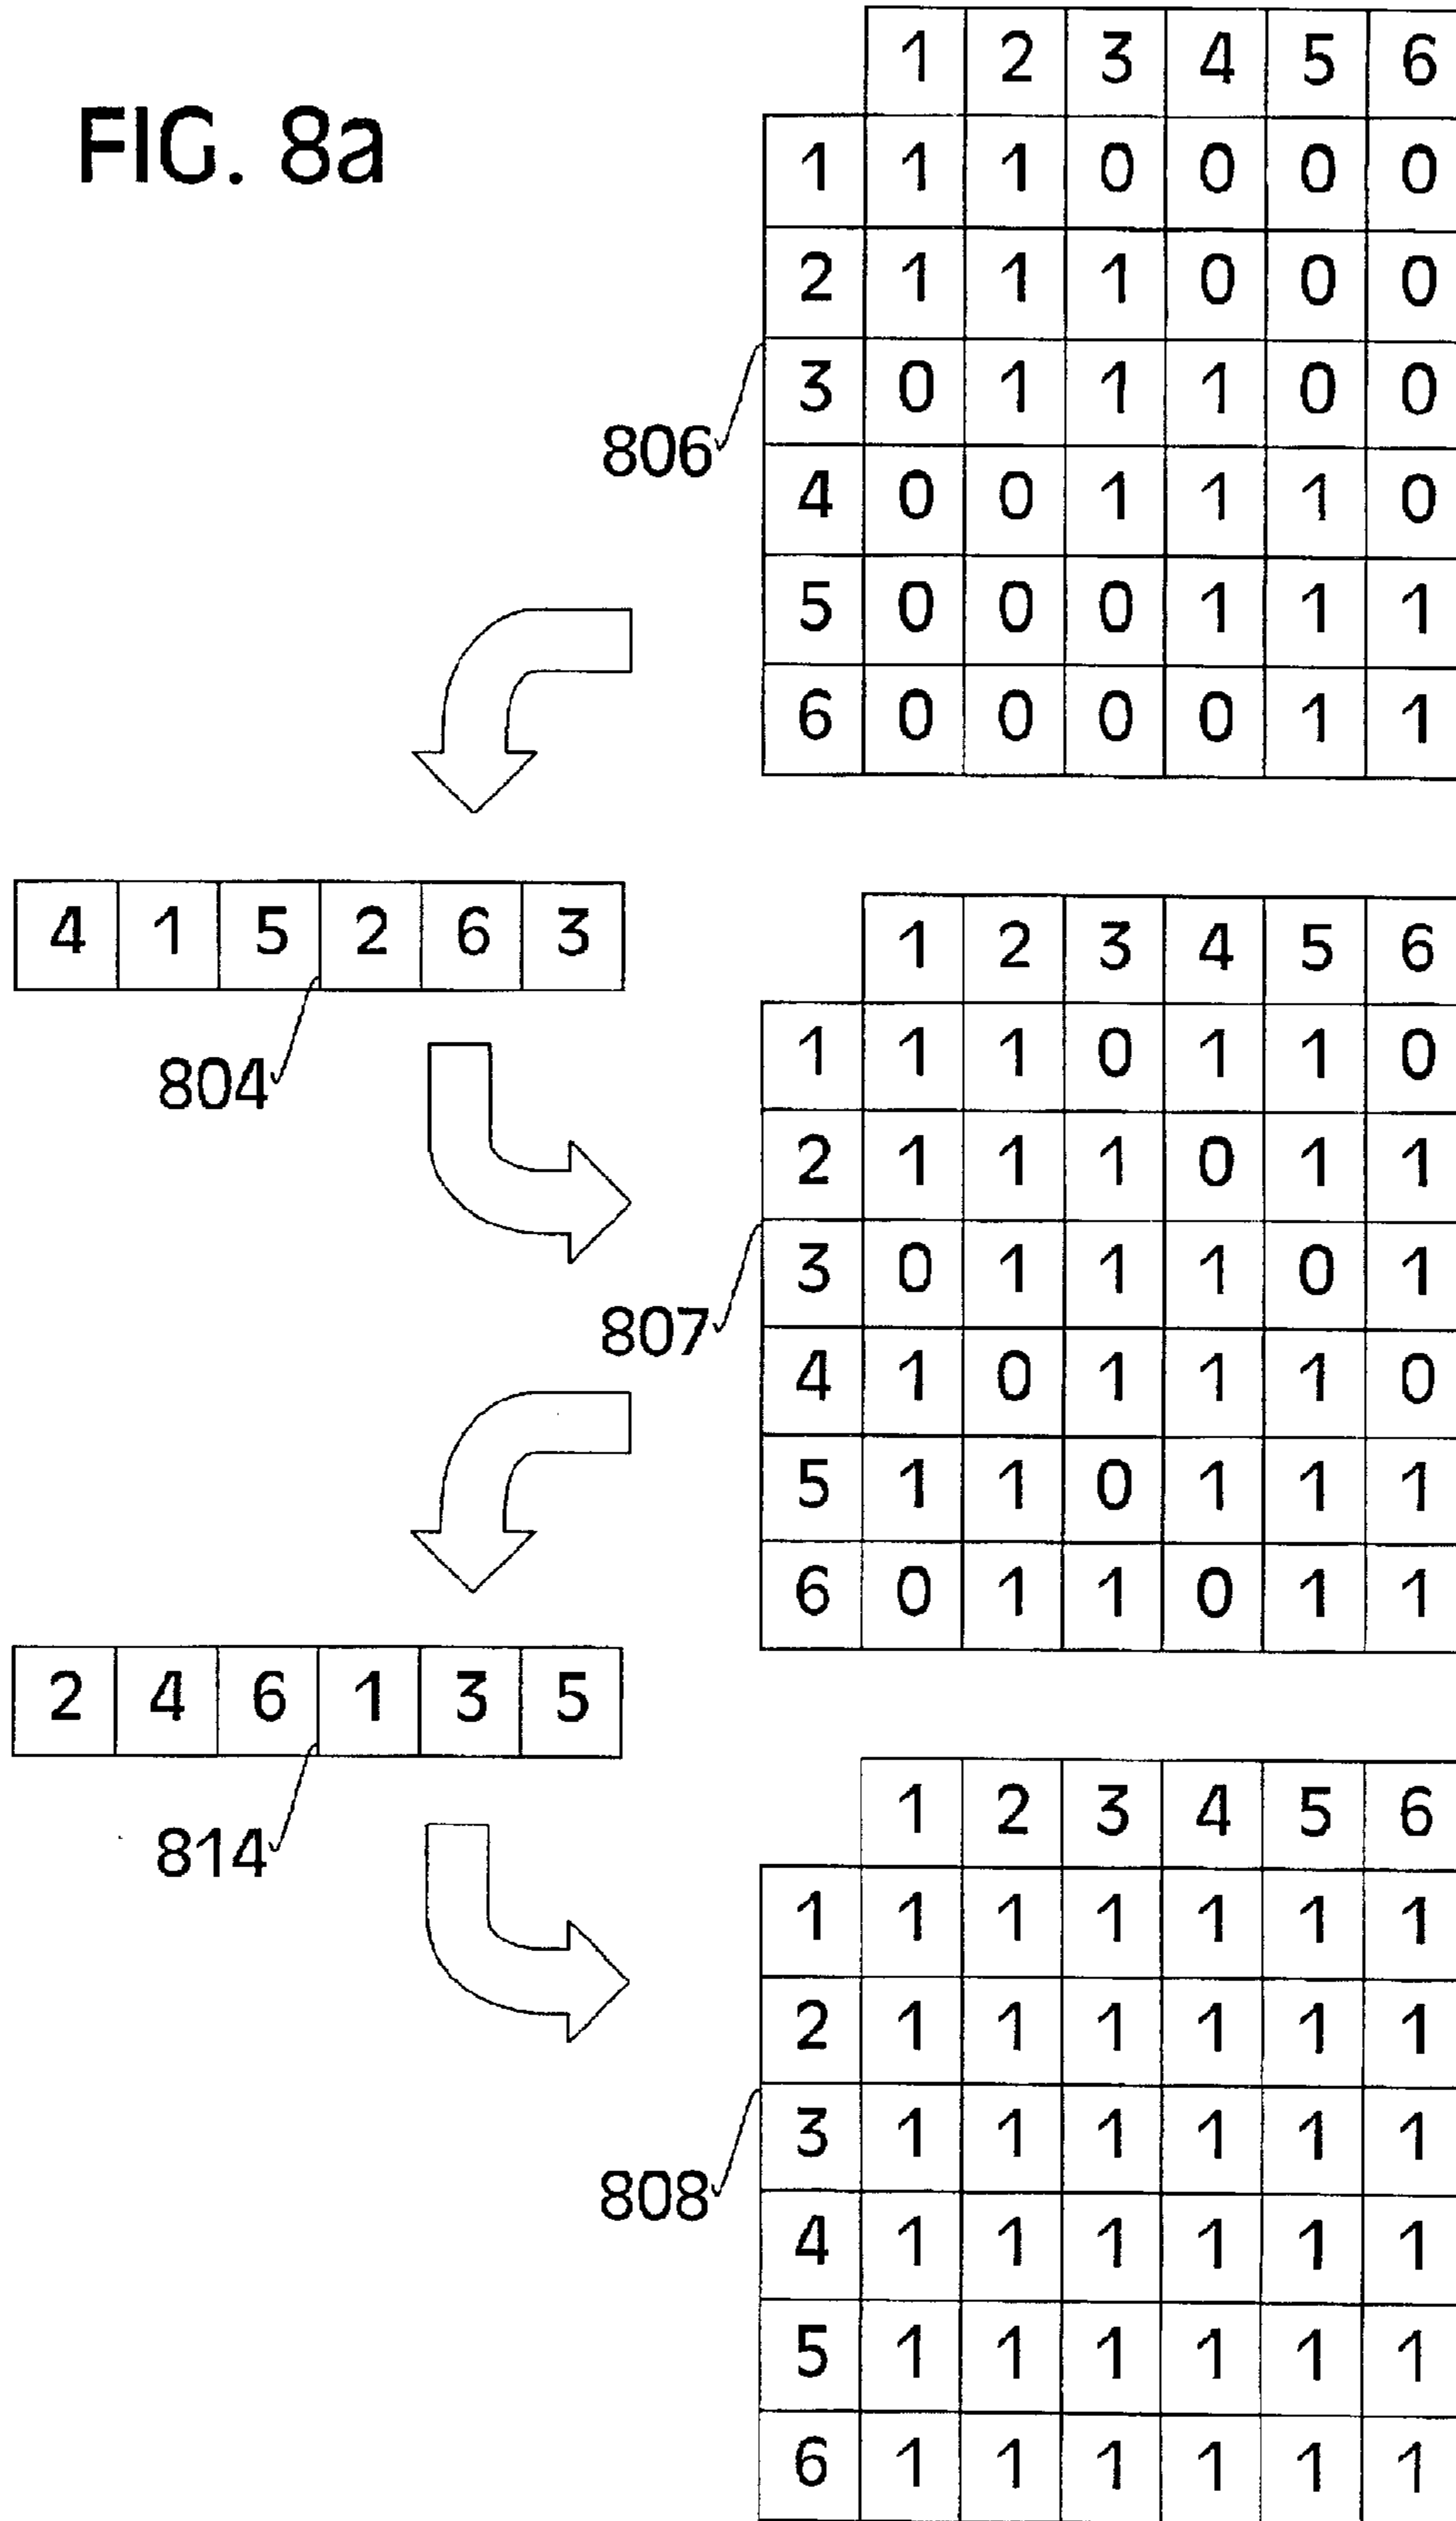 FIG. 8a
1 2 3 4 5 6
1 1 1 0 0 0 0
2 1 1 1 0 0 0
3 0 1 1 1 0 0
806
4 0 0 1 1 1 0
5 0 0 0 1 1 1
6 0 0 0 0 1 1
4 1 5 2 6 3
804
1 2 3 4 5 6
1 1 1 0 1 1 0
2 1 1 1 0 1 1
3 0 1 1 1 0 1
807
4 1 0 1 1 1 0
5 1 1 0 1 1 1
6 0 1 1 0 1 1
2 4 6 1 3 5
814
1 2 3 4 5 6
1 1 1 1 1 1 1
2 1 1 1 1 1 1
3 1 1 1 1 1 1
808
4 1 1 1 1 1 1
5 1 1 1 1 1 1
6 1 1 1 1 1 1